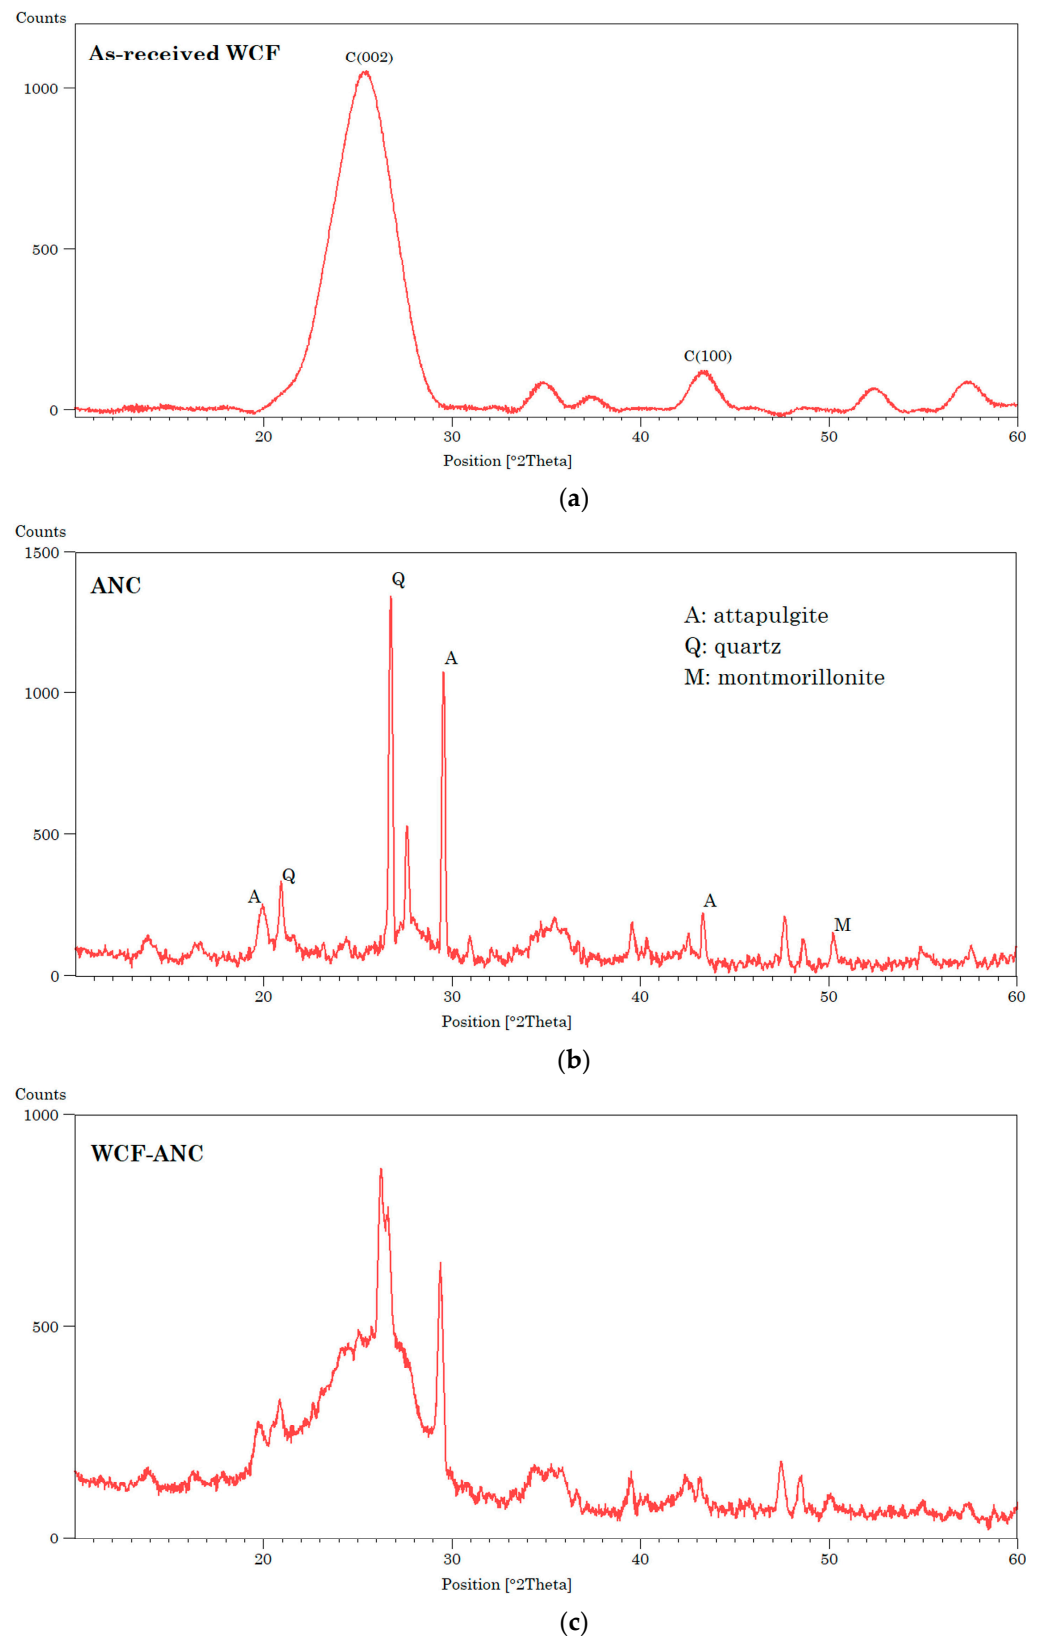 Counts
As-received WCF
C(002)
1000
500
C(100)
0
20 30 40 50 60
Position [°2Theta]
(a)
Counts
1500
ANC
Q
A: attapulgite
Q: quartz
A
M: montmorillonite
1000
500
A Q A M
0
20 30 40 50 60
Position [°2Theta]
(b)
Counts
1000
WCF-ANC
500
0
20 30 40 50 60
Position [°2Theta]
(c)